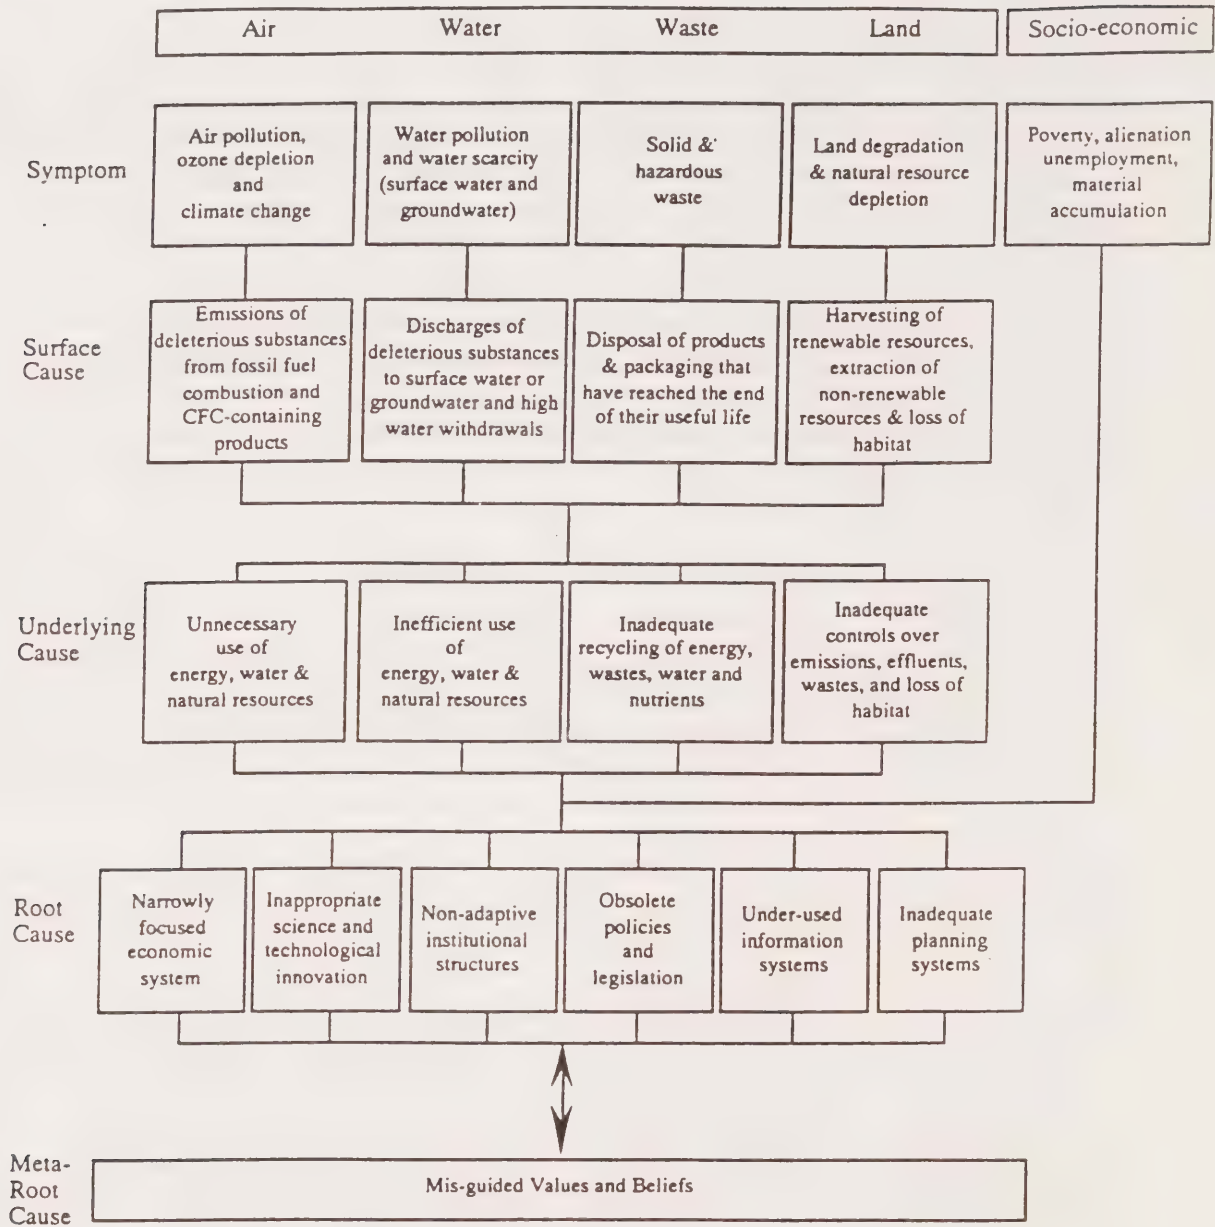 Air
Water
Waste
Land
Socio-economic
Symptom
Air pollution,
ozone depletion
and
climate change
Water pollution
and water scarcity
(surface water and
groundwater)
Solid &
hazardous
waste
Land degradation
& natural resource
depletion
Poverty, alienation
unemployment,
material
accumulation
Surface
Cause
Emissions of
deleterious substances
from fossil fuel
combustion and
CFC-containing
products
Discharges of
deleterious substances
to surface water or
groundwater and high
water withdrawals
Disposal of products
& packaging that
have reached the end
of their useful life
Harvesting of
renewable resources,
extraction of
non-renewable
resources & loss of
habitat
Underlying
Cause
Unnecessary
use of
energy, water &
natural resources
Inefficient use
of
energy, water &
natural resources
Inadequate
recycling of energy,
wastes, water and
nutrients
Inadequate
controls over
emissions, effluents,
wastes, and loss of
habitat
Root
Cause
Narrowly
focused
economic
system
Inappropriate
science and
technological
innovation
Non-adaptive
institutional
structures
Obsolete
policies
and
legislation
Under-used
information
systems
Inadequate
planning
systems
Meta-
Root
Cause
Mis-guided Values and Beliefs